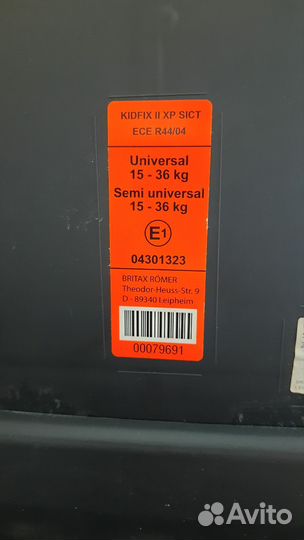 KIDFIX II XP SICT
ECE R44/04
Universal
15 - 36 kg
Semi universal
15 - 36 kg
E1
04301323
BRITAX RÖMER
Theodor-Heuss-Str. 9
D - 89340 Leipheim
00079691
Avito